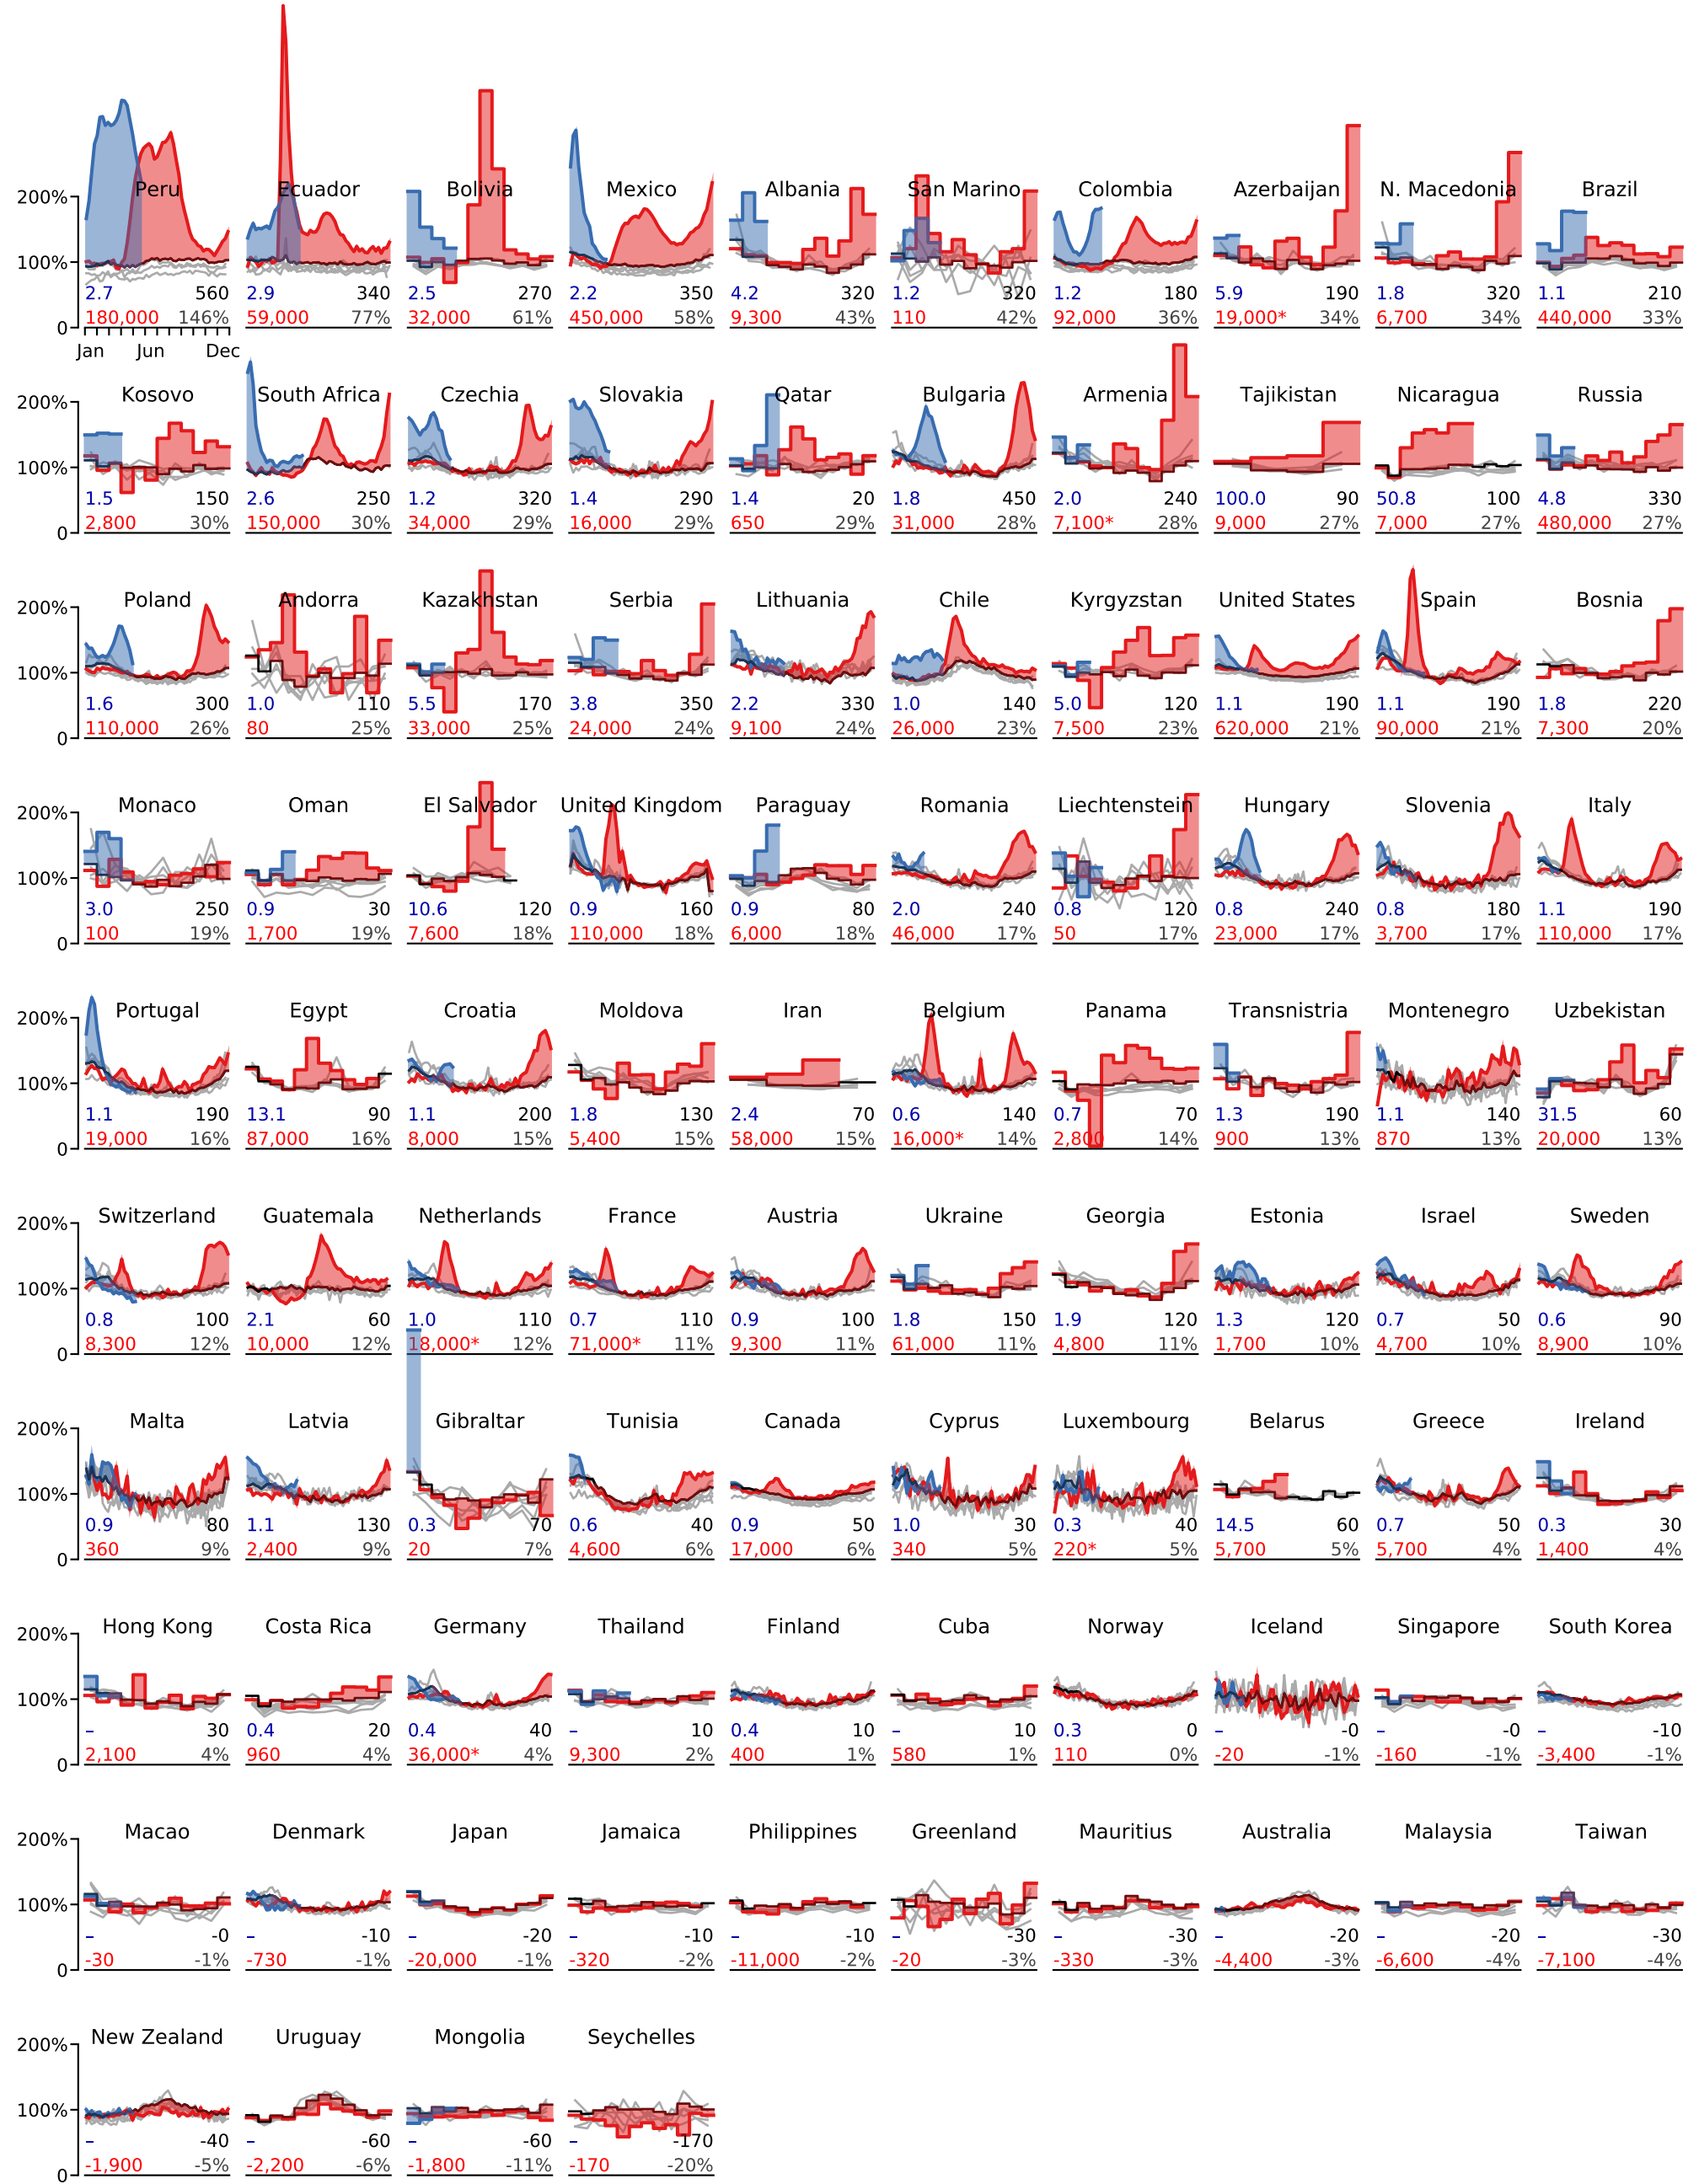 Peru Ecuador Bolivia Mexico Albania San Marino Colombia Azerbaijan N. Macedonia Brazil
200%
100%
2.7 560 2.9 340 2.5 270 2.2 350 4.2 320 1.2 320 1.2 180 5.9 190 1.8 320 1.1 210
180,000 146% 59,000 77% 32,000 61% 450,000 58% 9,300 43% 110 42% 92,000 36% 19,000* 34% 6,700 34% 440,000 33%
0
Jan Jun Dec
Kosovo South Africa Czechia Slovakia Qatar Bulgaria Armenia Tajikistan Nicaragua Russia
200%
100%
1.5 150 2.6 250 1.2 320 1.4 290 1.4 20 1.8 450 2.0 240 100.0 90 50.8 100 4.8 330
2,800 30% 150,000 30% 34,000 29% 16,000 29% 650 29% 31,000 28% 7,100* 28% 9,000 27% 7,000 27% 480,000 27%
0
Poland Andorra Kazakhstan Serbia Lithuania Chile Kyrgyzstan United States Spain Bosnia
200%
100%
1.6 300 1.0 110 5.5 170 3.8 350 2.2 330 1.0 140 5.0 120 1.1 190 1.1 190 1.8 220
110,000 26% 80 25% 33,000 25% 24,000 24% 9,100 24% 26,000 23% 7,500 23% 620,000 21% 90,000 21% 7,300 20%
0
Monaco Oman El Salvador United Kingdom Paraguay Romania Liechtenstein Hungary Slovenia Italy
200%
100%
3.0 250 0.9 30 10.6 120 0.9 160 0.9 80 2.0 240 0.8 120 0.8 240 0.8 180 1.1 190
100 19% 1,700 19% 7,600 18% 110,000 18% 6,000 18% 46,000 17% 50 17% 23,000 17% 3,700 17% 110,000 17%
0
Portugal Egypt Croatia Moldova Iran Belgium Panama Transnistria Montenegro Uzbekistan
200%
100%
1.1 190 13.1 90 1.1 200 1.8 130 2.4 70 0.6 140 0.7 70 1.3 190 1.1 140 31.5 60
19,000 16% 87,000 16% 8,000 15% 5,400 15% 58,000 15% 16,000* 14% 2,800 14% 900 13% 870 13% 20,000 13%
0
Switzerland Guatemala Netherlands France Austria Ukraine Georgia Estonia Israel Sweden
200%
100%
0.8 100 2.1 60 1.0 110 0.7 110 0.9 100 1.8 150 1.9 120 1.3 120 0.7 50 0.6 90
8,300 12% 10,000 12% 18,000* 12% 71,000* 11% 9,300 11% 61,000 11% 4,800 11% 1,700 10% 4,700 10% 8,900 10%
0
Malta Latvia Gibraltar Tunisia Canada Cyprus Luxembourg Belarus Greece Ireland
200%
100%
0.9 80 1.1 130 0.3 70 0.6 40 0.9 50 1.0 30 0.3 40 14.5 60 0.7 50 0.3 30
360 9% 2,400 9% 20 7% 4,600 6% 17,000 6% 340 5% 220* 5% 5,700 5% 5,700 4% 1,400 4%
0
Hong Kong Costa Rica Germany Thailand Finland Cuba Norway Iceland Singapore South Korea
200%
100%
– 30 0.4 20 0.4 40 – 10 0.4 10 – 10 0.3 0 – -0 – -0 – -10
2,100 4% 960 4% 36,000* 4% 9,300 2% 400 1% 580 1% 110 0% -20 -1% -160 -1% -3,400 -1%
0
Macao Denmark Japan Jamaica Philippines Greenland Mauritius Australia Malaysia Taiwan
200%
100%
– -0 – -10 – -20 – -10 – -10 – -30 – -30 – -20 – -20 – -30
-30 -1% -730 -1% -20,000 -1% -320 -2% -11,000 -2% -20 -3% -330 -3% -4,400 -3% -6,600 -4% -7,100 -4%
0
New Zealand Uruguay Mongolia Seychelles
200%
100%
– -40 – -60 – -60 – -170
-1,900 -5% -2,200 -6% -1,800 -11% -170 -20%
0